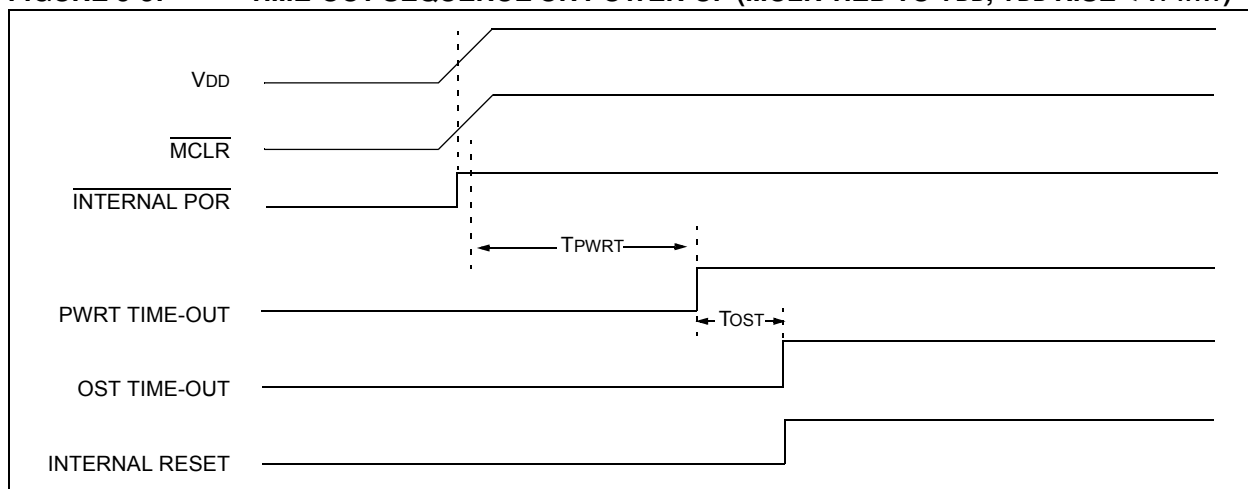 VDD
MCLR
INTERNAL POR
TPWRT
PWRT TIME-OUT
TOST
OST TIME-OUT
INTERNAL RESET